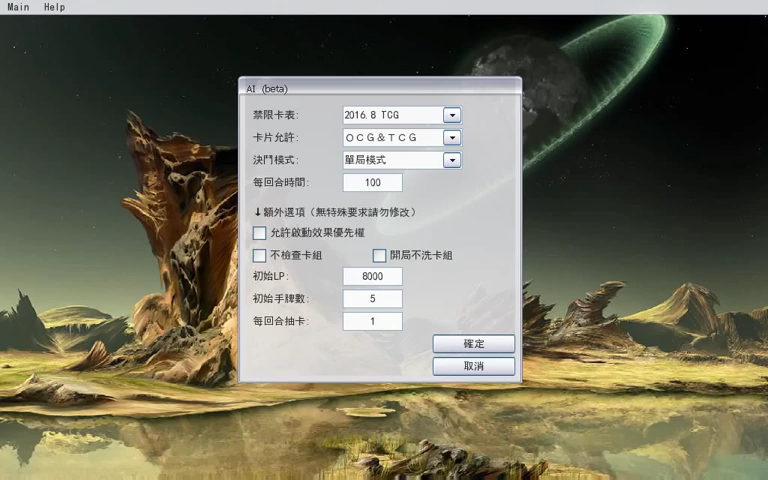 Main Help
AI (beta)
禁限卡表: 2016.8 TCG
卡片允許: OCG&TCG
決鬥模式: 單局模式
每回合時間: 100
↓額外選項（無特殊要求請勿修改）
允許啟動效果優先權
不檢查卡組 開局不洗卡組
初始LP: 8000
初始手牌數: 5
每回合抽卡: 1
確定
取消